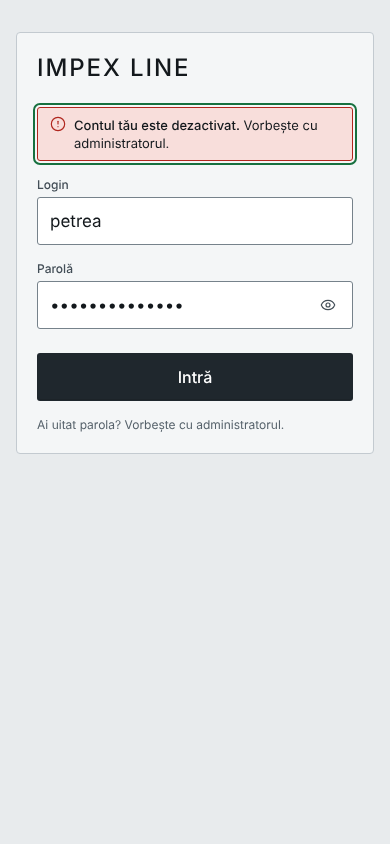 IMPEX LINE
Contul tău este dezactivat. Vorbește cu
administratorul.
Login
petrea
Parolă
••••••••••••••
Intră
Ai uitat parola? Vorbește cu administratorul.